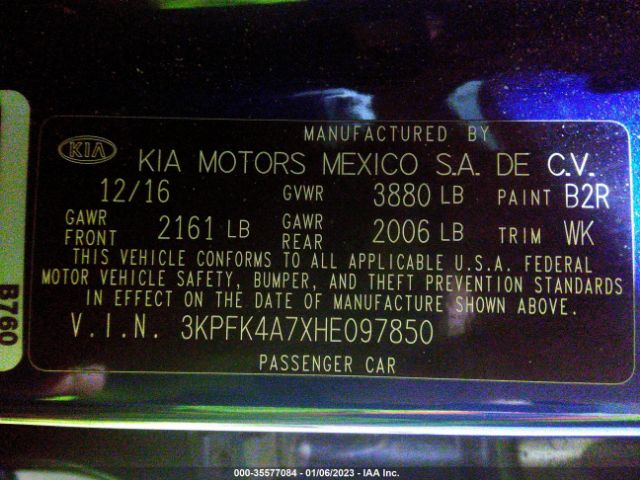 MANUFACTURED BY
KIA KIA MOTORS MEXICO S.A. DE C.V.
12/16 GVWR 3880 LB PAINT B2R
GAWR FRONT 2161 LB GAWR REAR 2006 LB TRIM WK
THIS VEHICLE CONFORMS TO ALL APPLICABLE U.S.A. FEDERAL
MOTOR VEHICLE SAFETY, BUMPER, AND THEFT PREVENTION STANDARDS
IN EFFECT ON THE DATE OF MANUFACTURE SHOWN ABOVE.
V.I.N. 3KPFK4A7XHE097850
PASSENGER CAR
B760
000-35577084 - 01/06/2023 - IAA Inc.